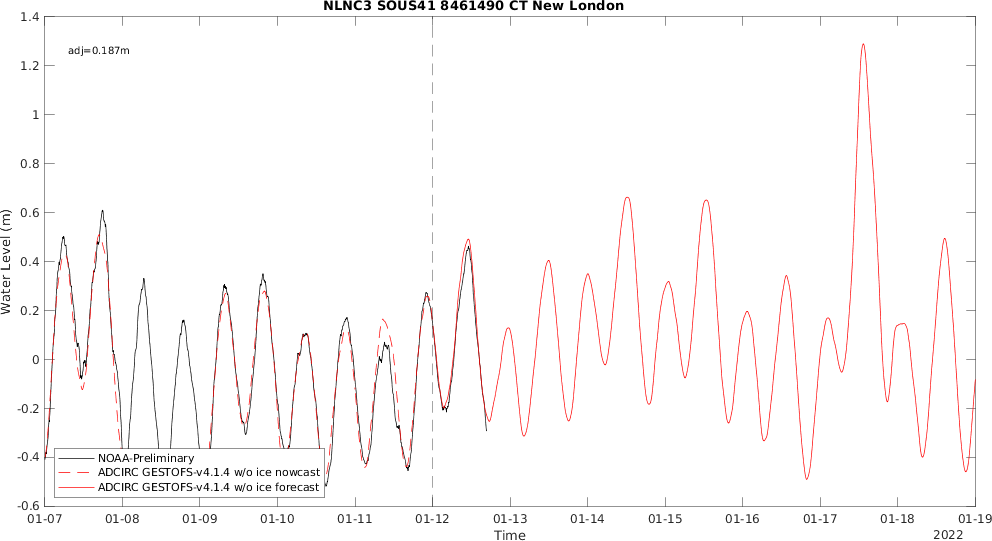 NLNC3 SOUS41 8461490 CT New London
adj=0.187m
Water Level (m)
1.4
1.2
1
0.8
0.6
0.4
0.2
0
-0.2
-0.4
-0.6
NOAA-Preliminary
ADCIRC GESTOFS-v4.1.4 w/o ice nowcast
ADCIRC GESTOFS-v4.1.4 w/o ice forecast
01-07 01-08 01-09 01-10 01-11 01-12 01-13 01-14 01-15 01-16 01-17 01-18 01-19
Time
2022